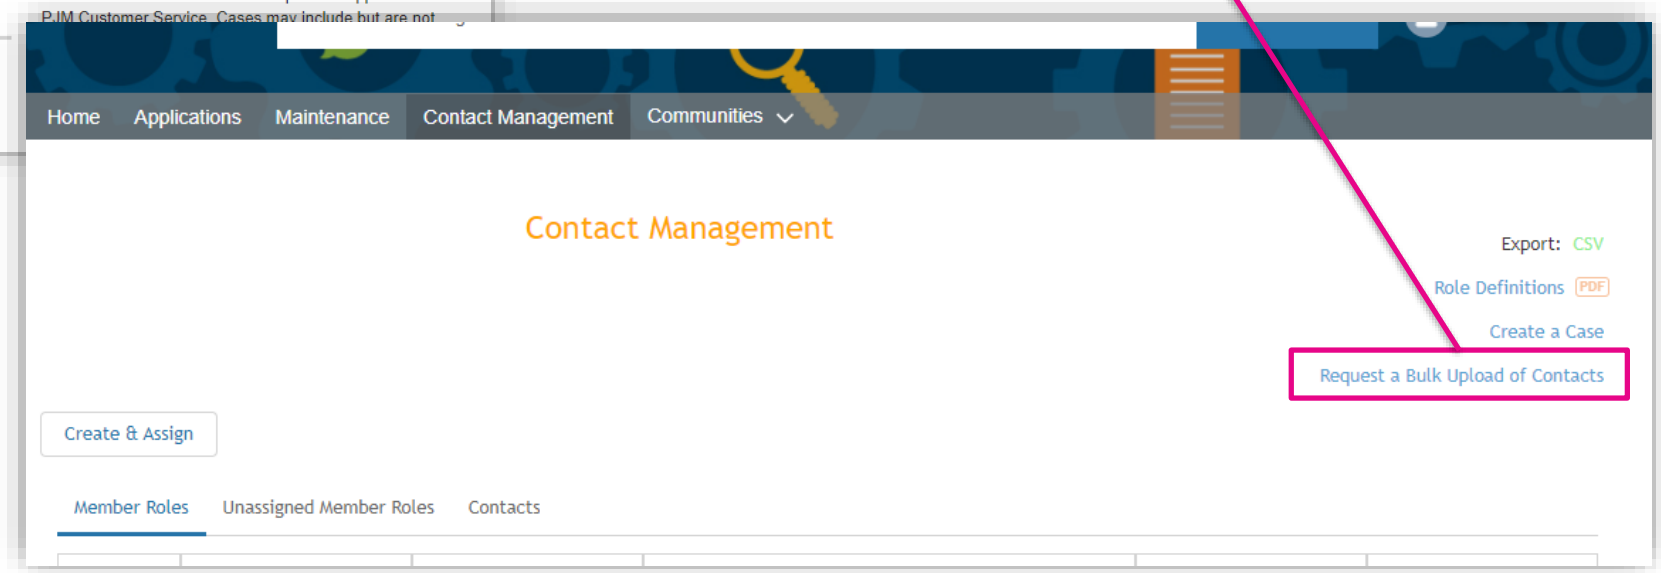 PJM Customer Service. Cases may include but are not
Home Applications Maintenance Contact Management Communities
Contact Management
Export: CSV
Role Definitions PDF
Create a Case
Request a Bulk Upload of Contacts
Create & Assign
Member Roles Unassigned Member Roles Contacts